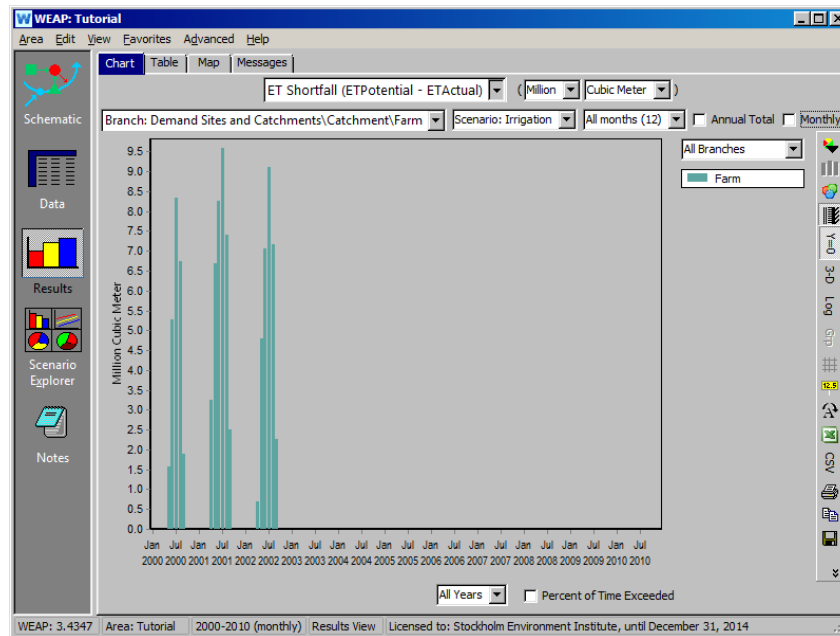 WEAP: Tutorial
Area Edit View Favorites Advanced Help
Chart Table Map Messages
ET Shortfall (ETPotential - ETActual) ( Million Cubic Meter )
Branch: Demand Sites and Catchments\Catchment\Farm Scenario: Irrigation All months (12) Annual Total Monthly
Schematic
Data
Results
Scenario
Explorer
Notes
All Branches
Farm
Million Cubic Meter
9.5
9.0
8.5
8.0
7.5
7.0
6.5
6.0
5.5
5.0
4.5
4.0
3.5
3.0
2.5
2.0
1.5
1.0
0.5
0.0
Jan Jul Jan Jul Jan Jul Jan Jul Jan Jul Jan Jul Jan Jul Jan Jul Jan Jul Jan Jul Jan Jul
2000 2000 2001 2001 2002 2002 2003 2003 2004 2004 2005 2005 2006 2006 2007 2007 2008 2008 2009 2009 2010 2010
Y=0
3-D
Log
Grp
12.5
CSV
All Years Percent of Time Exceeded
WEAP: 3.4347 Area: Tutorial 2000-2010 (monthly) Results View Licensed to: Stockholm Environment Institute, until December 31, 2014